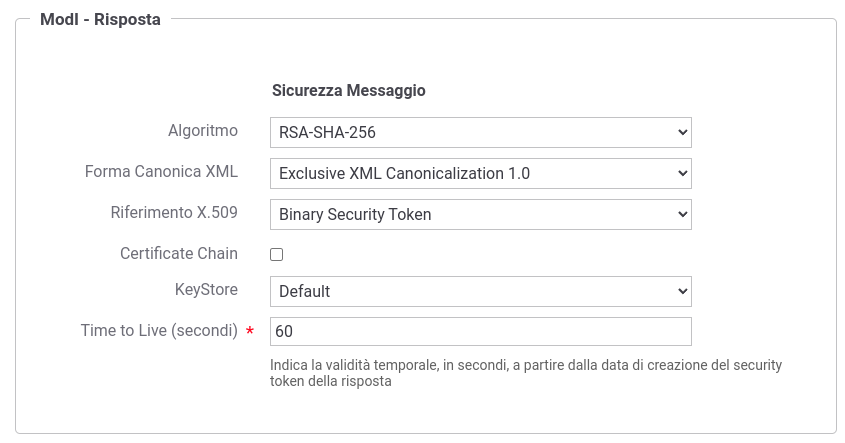 ModI - Risposta
Sicurezza Messaggio
Algoritmo RSA-SHA-256
Forma Canonica XML Exclusive XML Canonicalization 1.0
Riferimento X.509 Binary Security Token
Certificate Chain
KeyStore Default
Time to Live (secondi) * 60
Indica la validità temporale, in secondi, a partire dalla data di creazione del security
token della risposta